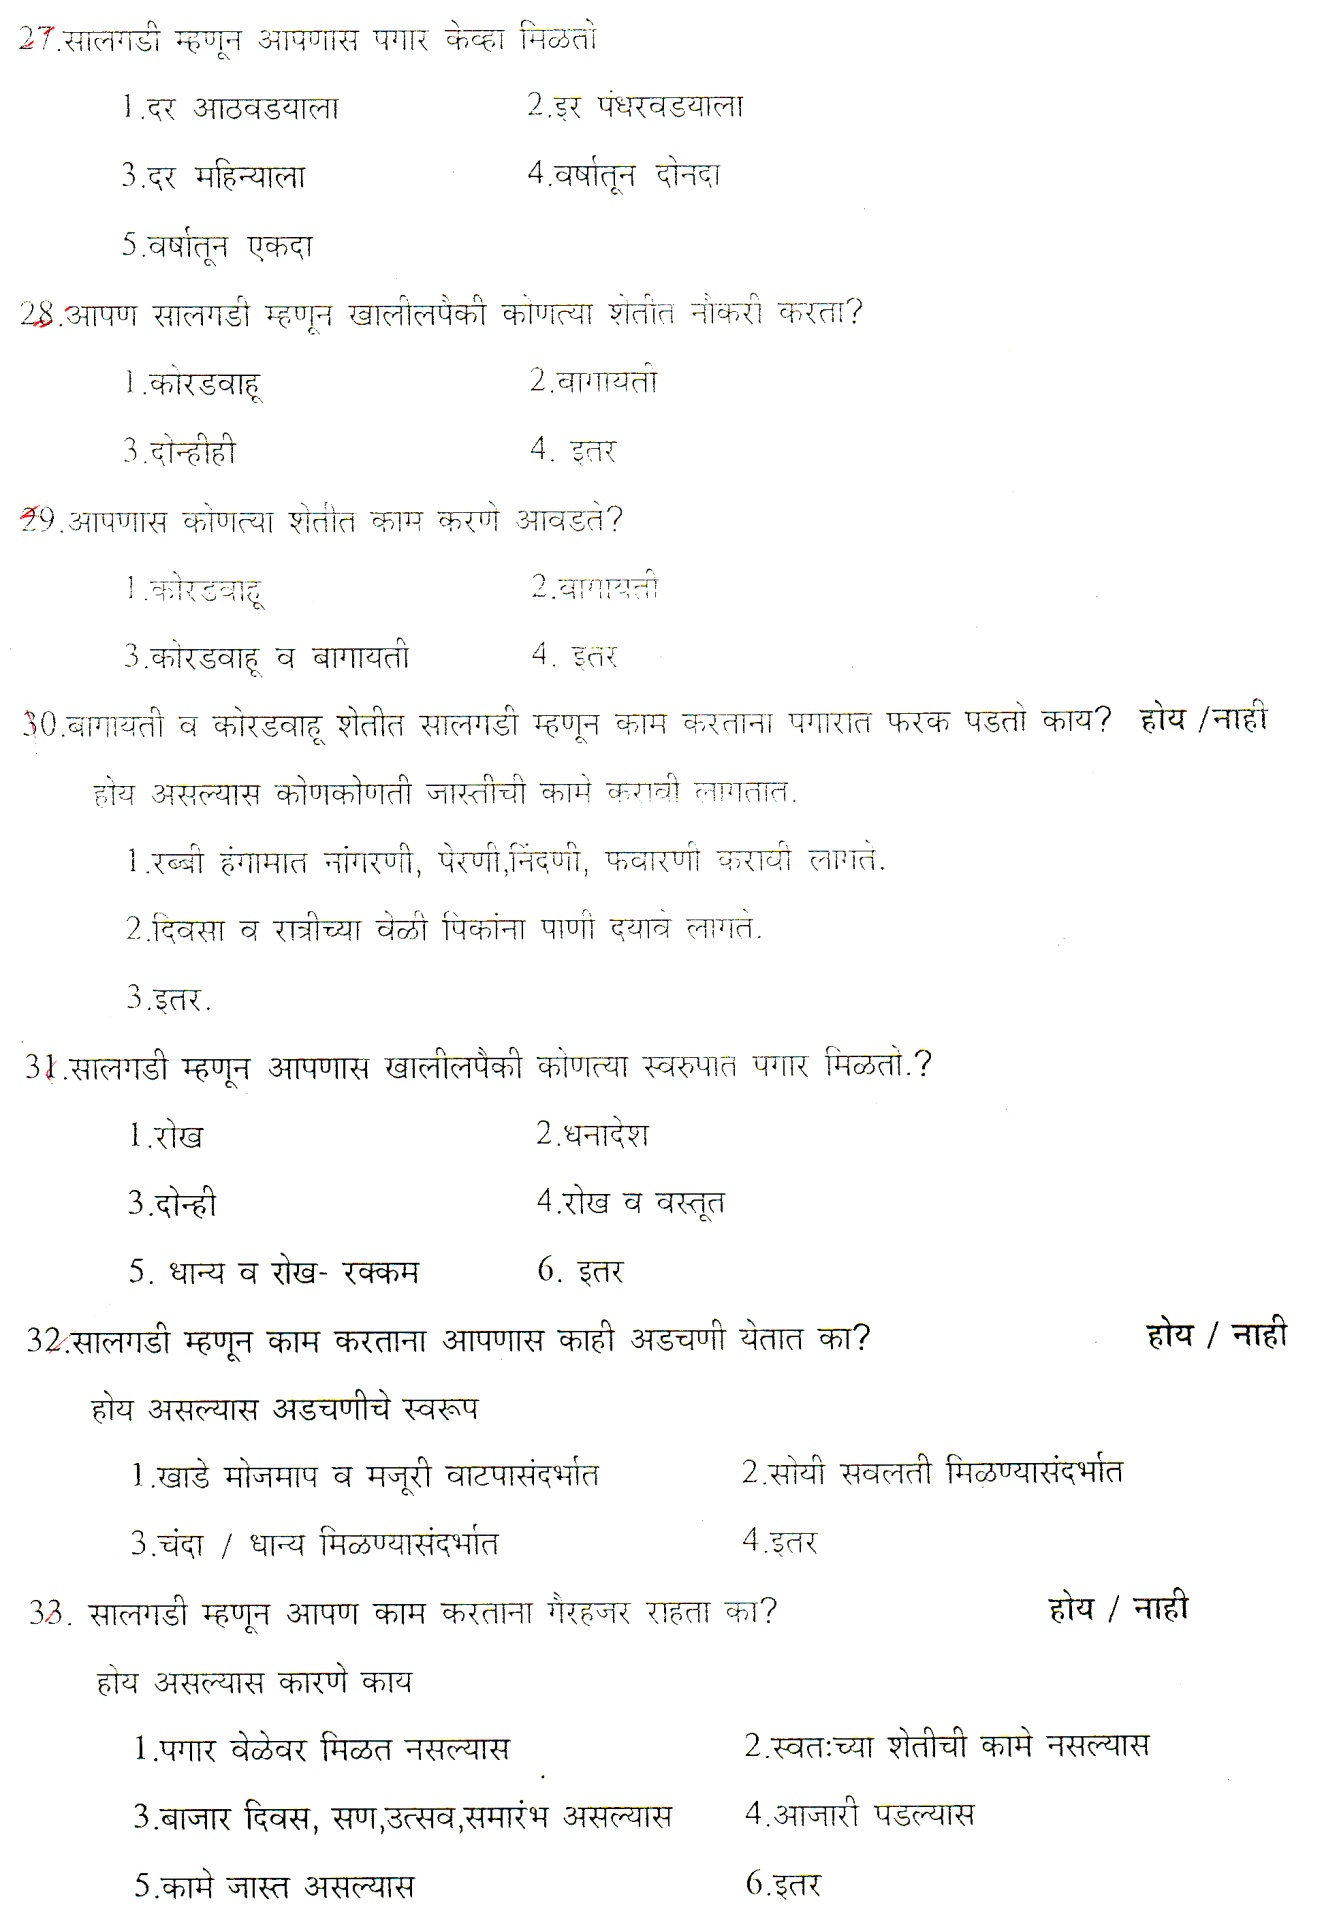 27.सालगडी म्हणून आपणास पगार केव्हा मिळतो
1.दर आठवडयाला 2.इर पंधरवडयाला
3.दर महिन्याला 4.वर्षातून दोनदा
5.वर्षातून एकदा
28.आपण सालगडी म्हणून खालीलपैकी कोणत्या शेतीत नौकरी करता?
1.कोरडवाहू 2.बागायती
3.दोन्हीही 4. इतर
29.आपणास कोणत्या शेतीत काम करणे आवडते?
1.कोरडवाहू 2.बागायती
3.कोरडवाहू व बागायती 4. इतर
30.बागायती व कोरडवाहू शेतीत सालगडी म्हणून काम करताना पगारात फरक पडतो काय? होय /नाही
होय असल्यास कोणकोणती जास्तीची कामे करावी लागतात.
1.रब्बी हंगामात नांगरणी, पेरणी,निंदणी, फवारणी करावी लागते.
2.दिवसा व रात्रीच्या वेळी पिकांना पाणी दयावे लागते.
3.इतर.
31.सालगडी म्हणून आपणास खालीलपैकी कोणत्या स्वरुपात पगार मिळतो.?
1.रोख 2.धनादेश
3.दोन्ही 4.रोख व वस्तूत
5. धान्य व रोख- रक्कम 6. इतर
32.सालगडी म्हणून काम करताना आपणास काही अडचणी येतात का? होय / नाही
होय असल्यास अडचणीचे स्वरूप
1.खाडे मोजमाप व मजूरी वाटपासंदर्भात 2.सोयी सवलती मिळण्यासंदर्भात
3.चंदा / धान्य मिळण्यासंदर्भात 4.इतर
33. सालगडी म्हणून आपण काम करताना गैरहजर राहता का? होय / नाही
होय असल्यास कारणे काय
1.पगार वेळेवर मिळत नसल्यास 2.स्वतःच्या शेतीची कामे नसल्यास
3.बाजार दिवस, सण,उत्सव,समारंभ असल्यास 4.आजारी पडल्यास
5.कामे जास्त असल्यास 6.इतर